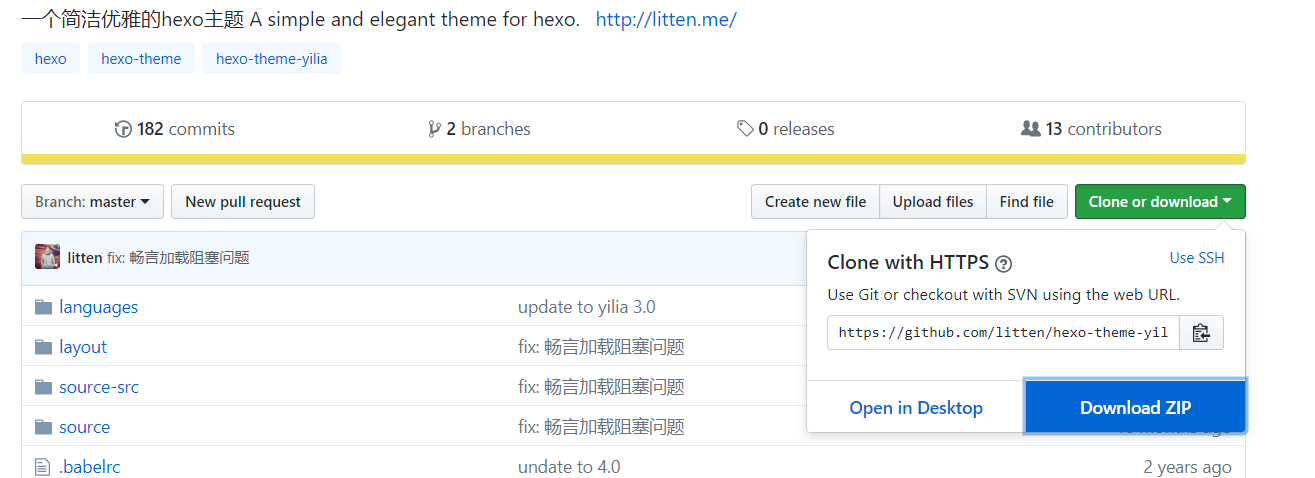 一个简洁优雅的hexo主题 A simple and elegant theme for hexo. http://litten.me/
hexo hexo-theme hexo-theme-yilia
182 commits 2 branches 0 releases 13 contributors
Branch: master New pull request Create new file Upload files Find file Clone or download
litten fix: 畅言加载阻塞问题
Clone with HTTPS Use SSH
Use Git or checkout with SVN using the web URL.
https://github.com/litten/hexo-theme-yil
Open in Desktop Download ZIP
languages update to yilia 3.0
layout fix: 畅言加载阻塞问题
source-src fix: 畅言加载阻塞问题
source fix: 畅言加载阻塞问题
.babelrc undate to 4.0 2 years ago